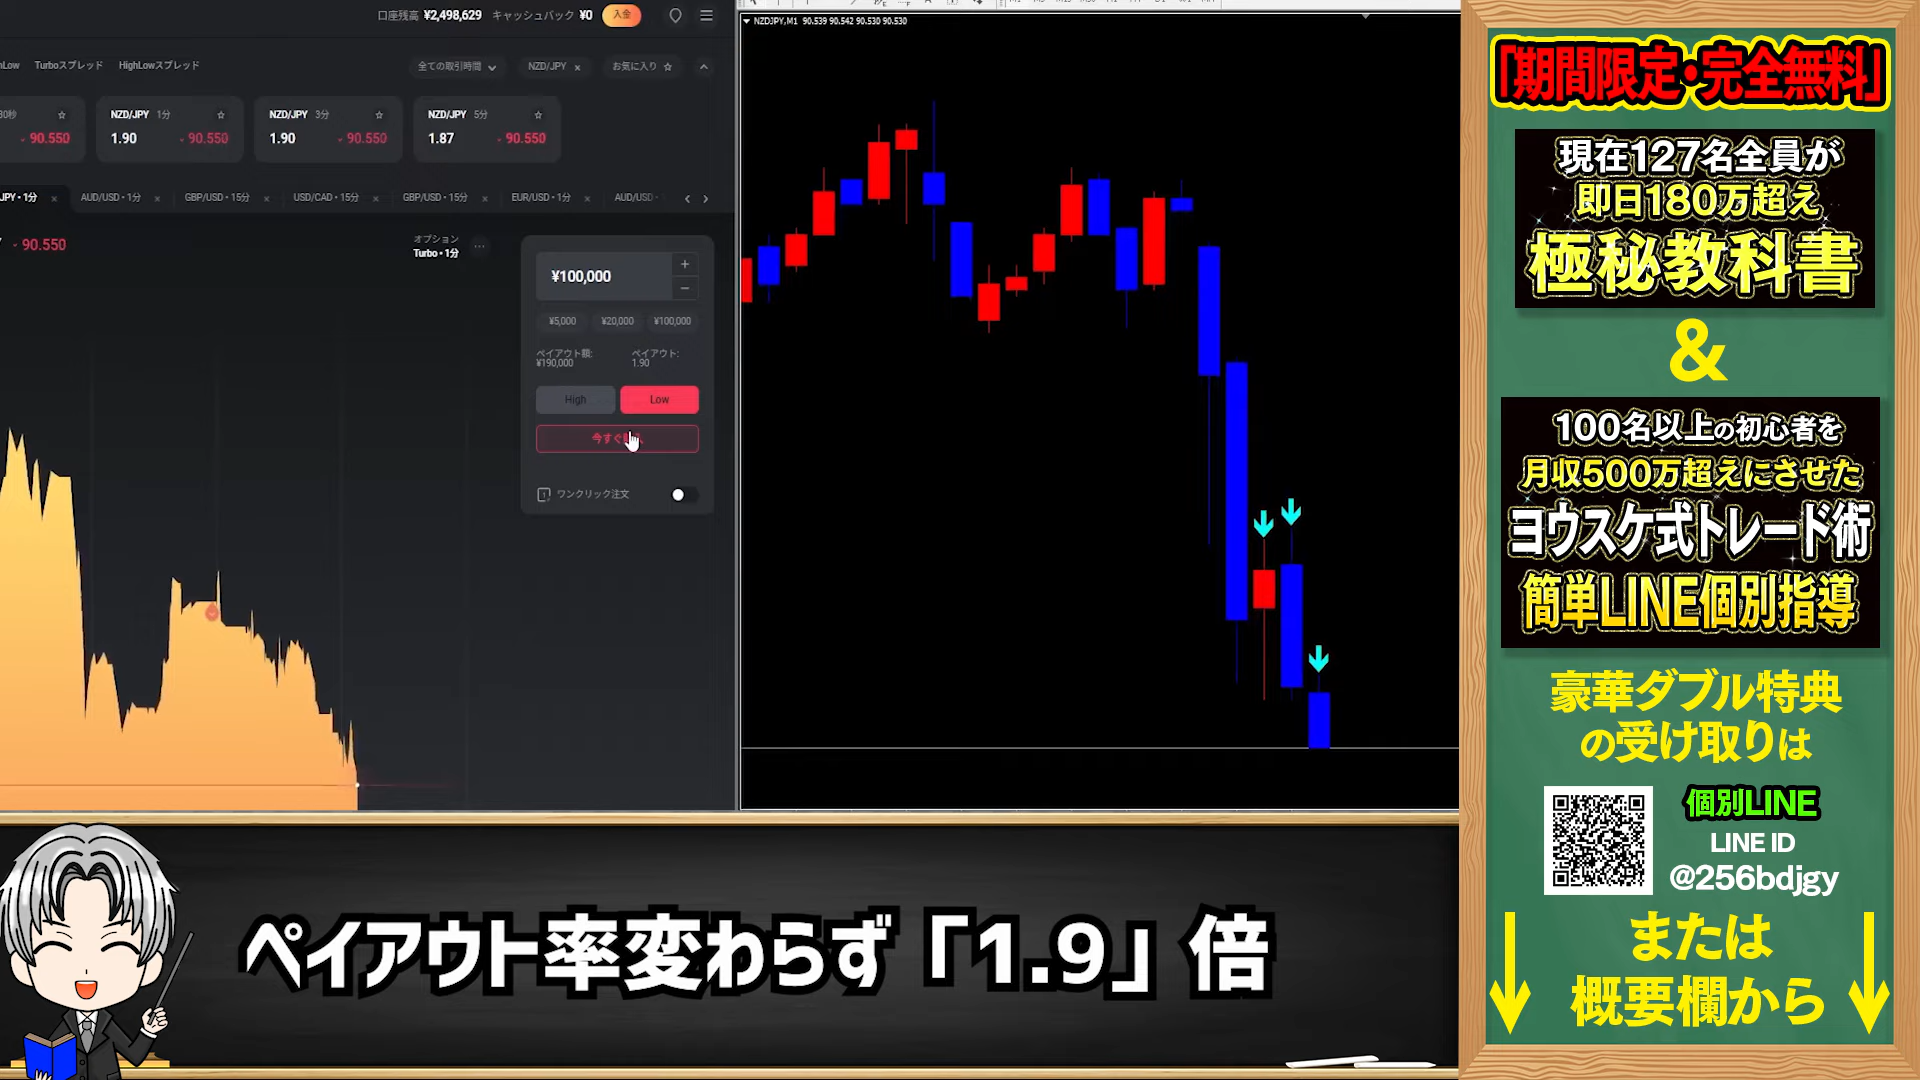 口座残高 ¥2,498,629 キャッシュバック ¥0 入金
Turboスプレッド HighLowスプレッド
全ての取引時間 NZD/JPY × お気に入り
NZD/JPY 1分
1.90 90.550
NZD/JPY 3分
1.90 90.550
NZD/JPY 5分
1.87 90.550
90.550
JPY・1分 × AUD/USD・1分 × GBP/USD・15分 × USD/CAD・15分 × GBP/USD・15分 × EUR/USD・1分 × AUD/USD・
90.550
オプション
Turbo・1分
¥100,000
¥5,000 ¥20,000 ¥100,000
ペイアウト額: ペイアウト:
¥190,000 1.90
High Low
今すぐ
ワンクリック注文
NZDJPY,M1 90.539 90.542 90.530 90.530
「期間限定・完全無料」
現在127名全員が
即日180万超え
極秘教科書
&
100名以上の初心者を
月収500万超えにさせた
ヨウスケ式トレード術
簡単LINE個別指導
豪華ダブル特典
の受け取りは
個別LINE
LINE ID
@256bdjgy
または
概要欄から
ペイアウト率変わらず「1.9」倍